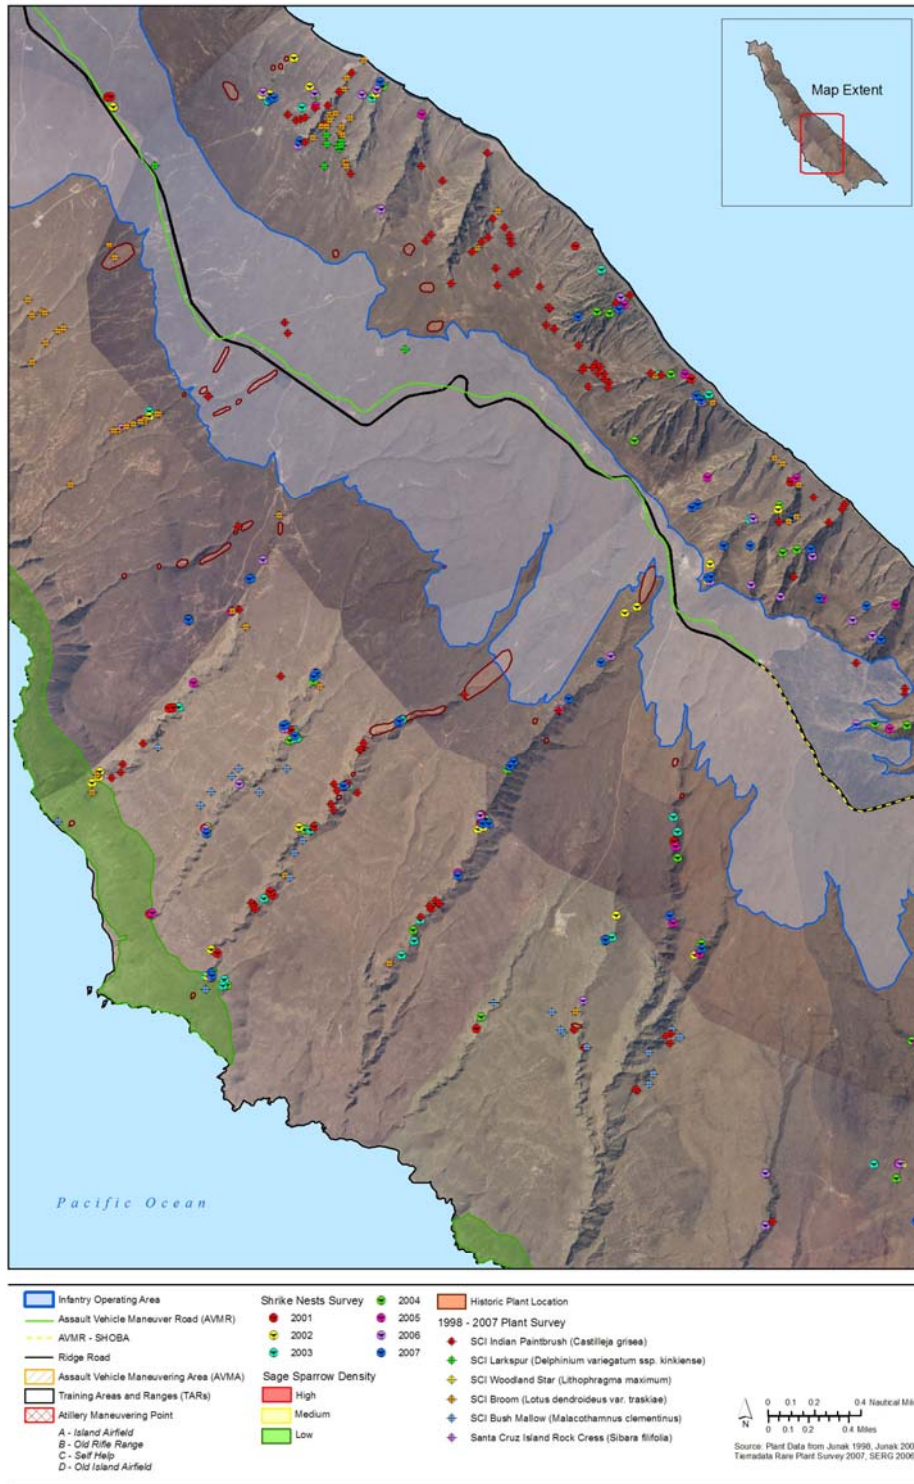 Map Extent
Pacific Ocean
Infantry Operating Area
Assault Vehicle Maneuver Road (AVMR)
AVMR - SHOBA
Ridge Road
Assault Vehicle Maneuvering Area (AVMA)
Training Areas and Ranges (TARs)
Atillery Maneuvering Point
A - Island Airfield
B - Old Rifle Range
C - Self Help
D - Old Island Airfield
Shrike Nests Survey
2001
2002
2003
2004
2005
2006
2007
Sage Sparrow Density
High
Medium
Low
Historic Plant Location
1998 - 2007 Plant Survey
SCI Indian Paintbrush (Castilleja grisea)
SCI Larkspur (Delphinium variegatum ssp. kinkiense)
SCI Woodland Star (Lithophragma maximum)
SCI Broom (Lotus dendroideus var. traskiae)
SCI Bush Mallow (Malacothamnus clementinus)
Santa Cruz Island Rock Cress (Sibara filifolia)
N
0 0.1 0.2 0.4 Nautical Mile
0 0.1 0.2 0.4 Miles
Source: Plant Data from Junak 1998, Junak 200
Tierradata Rare Plant Survey 2007, SERG 2006